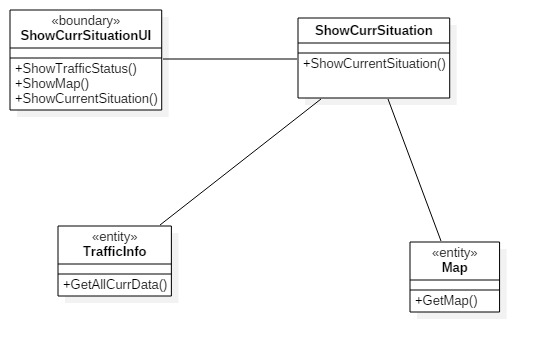 «boundary»
ShowCurrSituationUI
+ShowTrafficStatus()
+ShowMap()
+ShowCurrentSituation()
ShowCurrSituation
+ShowCurrentSituation()
«entity»
TrafficInfo
+GetAllCurrData()
«entity»
Map
+GetMap()